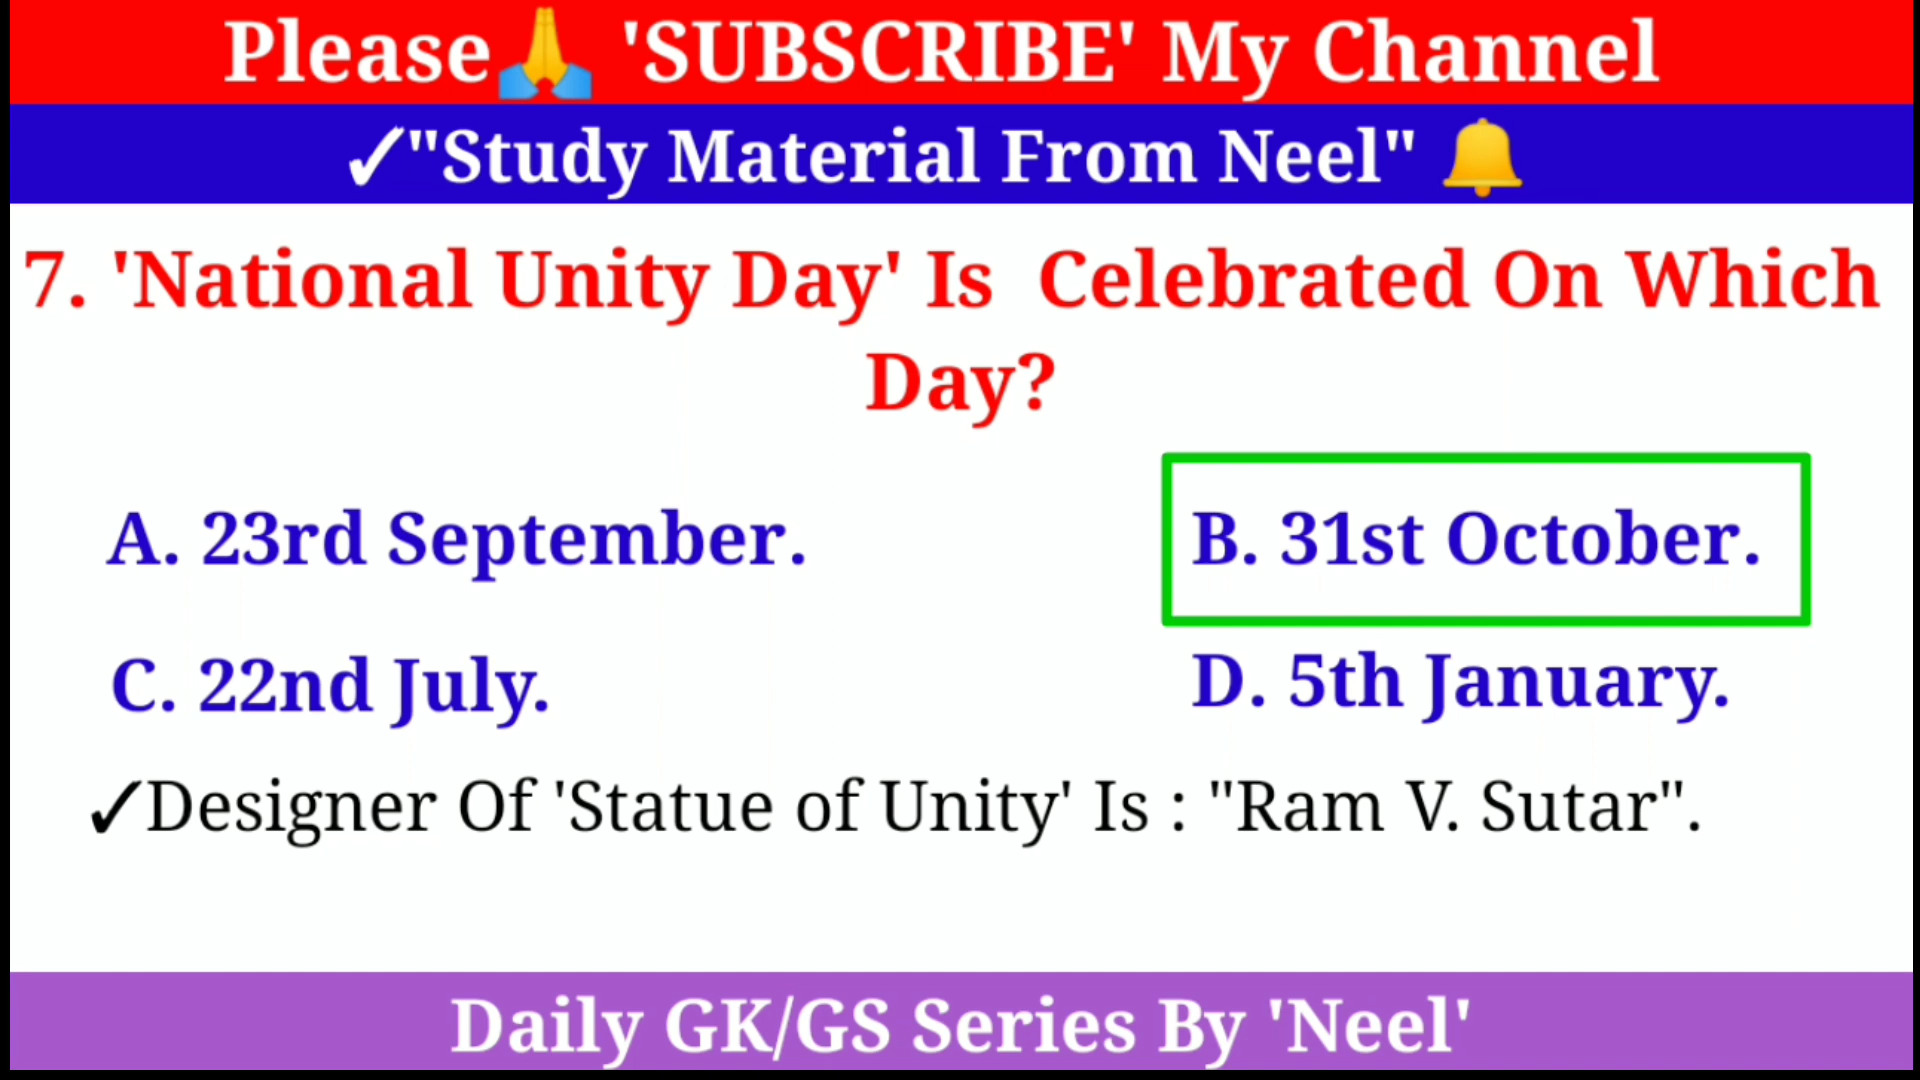 Please🙏 'SUBSCRIBE' My Channel
✓"Study Material From Neel" 🔔
7. 'National Unity Day' Is Celebrated On Which
Day?
A. 23rd September.
B. 31st October.
C. 22nd July.
D. 5th January.
✓Designer Of 'Statue of Unity' Is : "Ram V. Sutar".
Daily GK/GS Series By 'Neel'